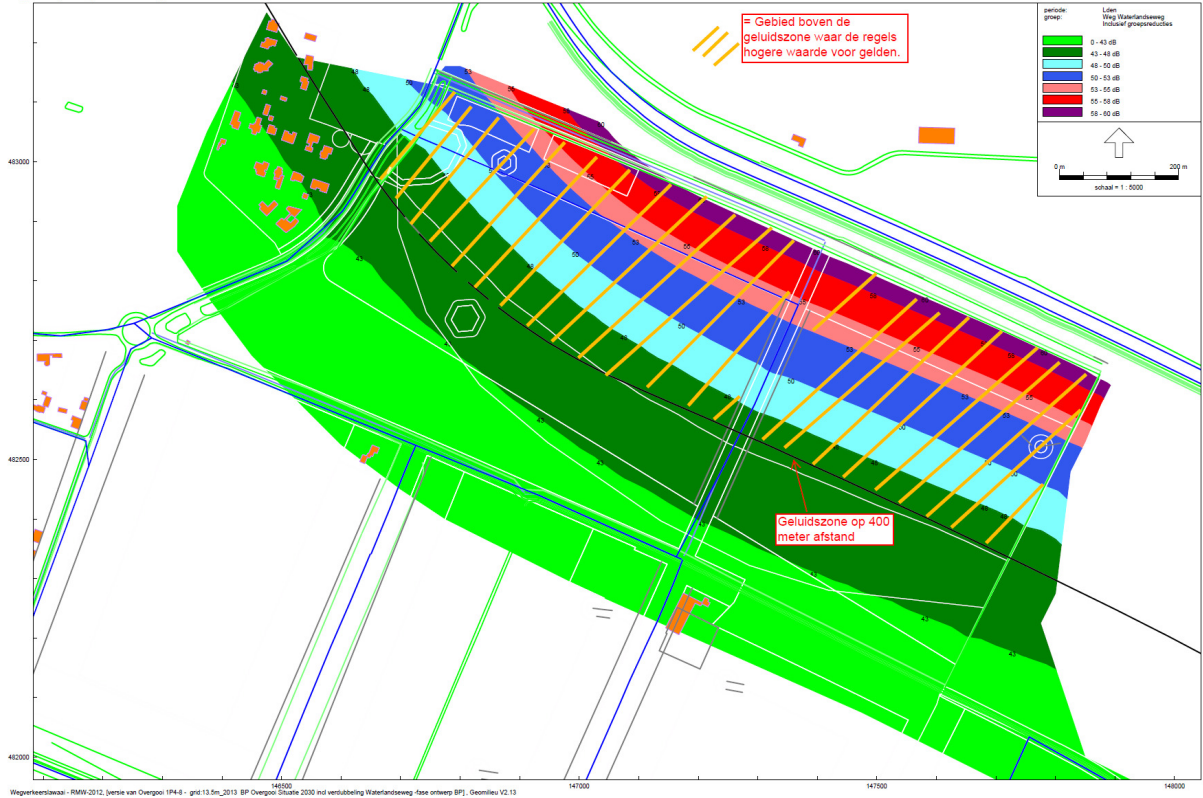 = Gebied boven de
geluidszone waar de regels
hogere waarde voor gelden.
periode: Lden
groep: Weg Waterlandseweg
Inclusief groepsreducties
0 - 43 dB
43 - 48 dB
48 - 50 dB
50 - 53 dB
53 - 55 dB
55 - 58 dB
58 - 60 dB
0 m 200 m
schaal = 1 : 5000
483000
482500
482000
Geluidszone op 400
meter afstand
146500 147000 147500 148000
Wegverkeerslawaai - RMW-2012, [versie van Overgooi 1P4-8 - grid:13.5m_2013 BP Overgooi Situatie 2030 incl verdubbeling Waterlandseweg -fase ontwerp BP] , Geomilieu V2.13